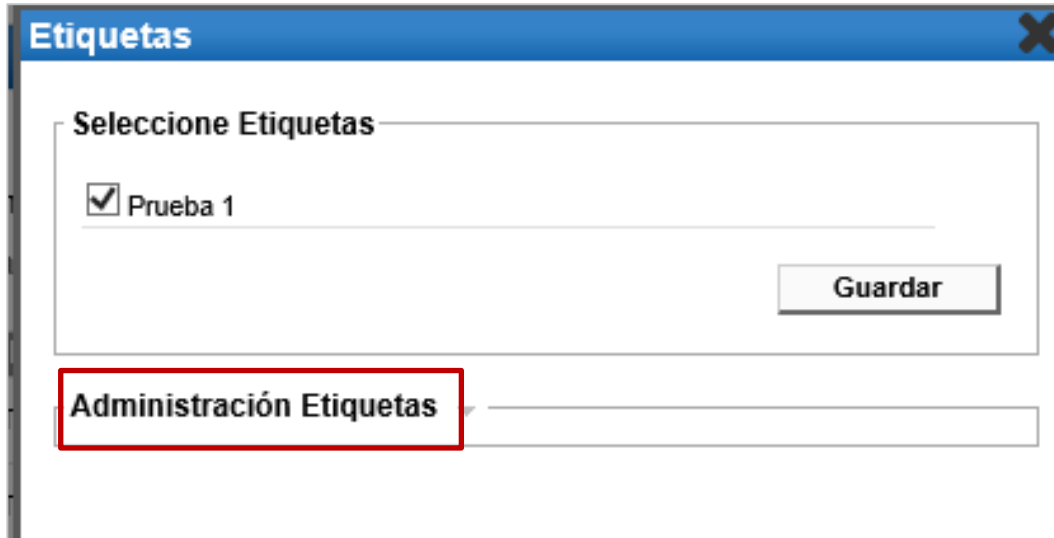 Etiquetas
Seleccione Etiquetas
Prueba 1
Guardar
Administración Etiquetas